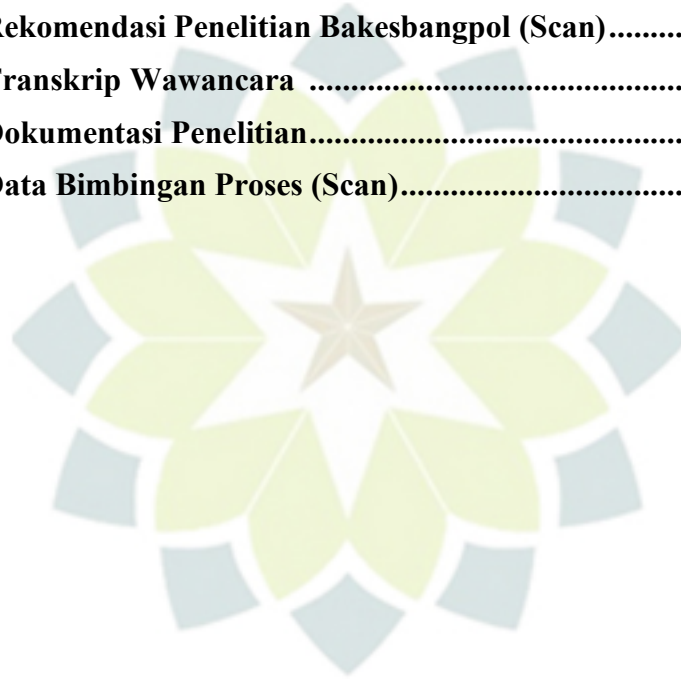 Rekomendasi Penelitian Bakesbangpol (Scan).........
Transkrip Wawancara ..............................................
Dokumentasi Penelitian..............................................
Data Bimbingan Proses (Scan)...................................